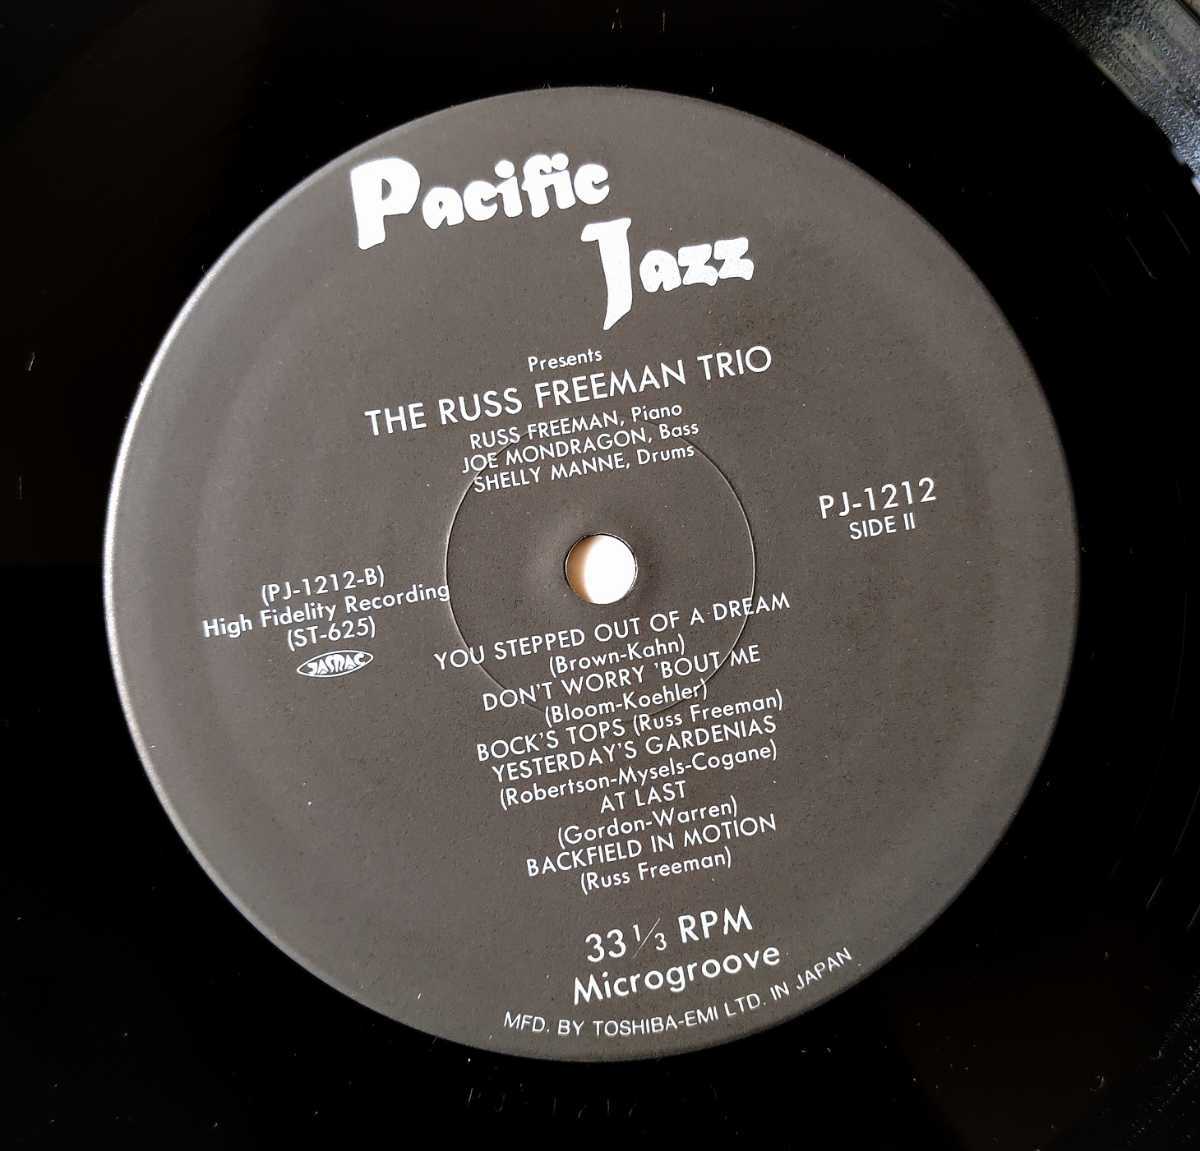 Pacific
Jazz
Presents
THE RUSS FREEMAN TRIO
RUSS FREEMAN, Piano
JOE MONDRAGON, Bass
SHELLY MANNE, Drums
PJ-1212
SIDE II
(PJ-1212-B)
High Fidelity Recording
(ST-625)
JASRAC
YOU STEPPED OUT OF A DREAM
(Brown-Kahn)
DON'T WORRY 'BOUT ME
(Bloom-Koehler)
BOCK'S TOPS (Russ Freeman)
YESTERDAY'S GARDENIAS
(Robertson-Mysels-Cogane)
AT LAST
(Gordon-Warren)
BACKFIELD IN MOTION
(Russ Freeman)
33 1/3 RPM
Microgroove
MFD. BY TOSHIBA-EMI LTD. IN JAPAN